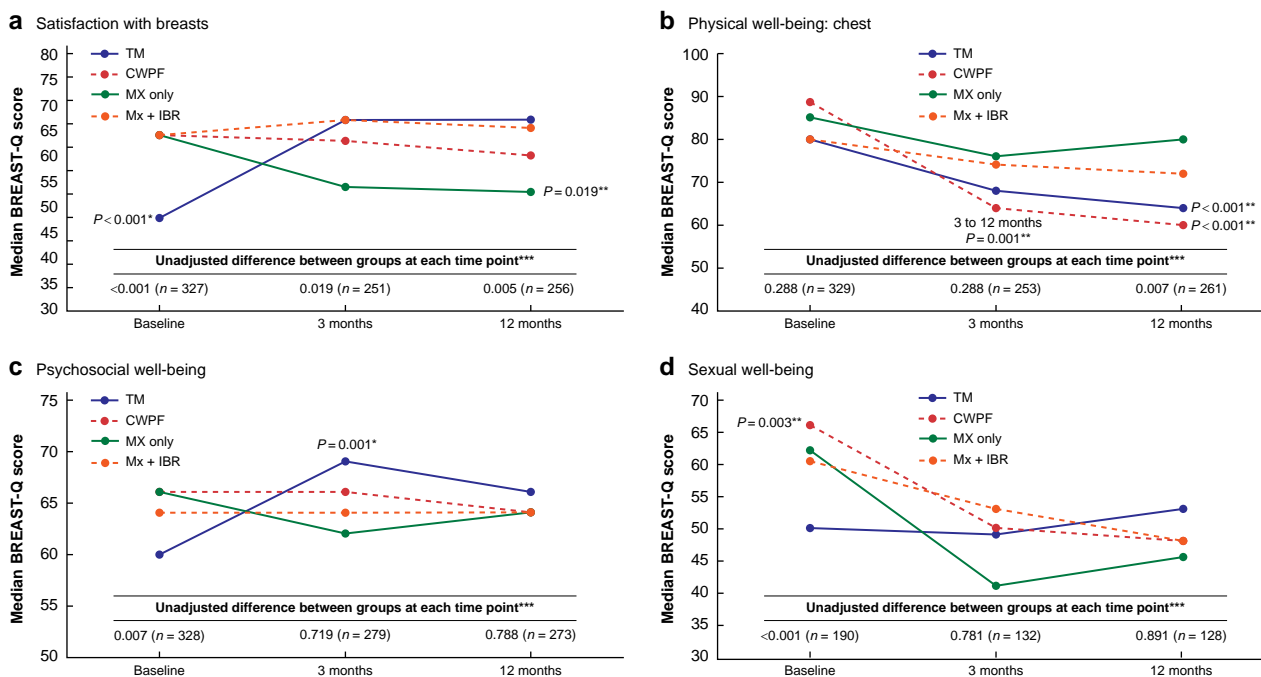 a Satisfaction with breasts
Median BREAST-Q score
80
75
70
65
60
55
50
45
40
35
30
TM
CWPF
MX only
Mx + IBR
P < 0.001*
P = 0.019**
Unadjusted difference between groups at each time point***
<0.001 (n = 327) 0.019 (n = 251) 0.005 (n = 256)
Baseline 3 months 12 months
b Physical well-being: chest
Median BREAST-Q score
100
90
80
70
60
50
40
TM
CWPF
MX only
Mx + IBR
P < 0.001**
P < 0.001**
3 to 12 months
P = 0.001**
Unadjusted difference between groups at each time point***
0.288 (n = 329) 0.288 (n = 253) 0.007 (n = 261)
Baseline 3 months 12 months
c Psychosocial well-being
Median BREAST-Q score
75
70
65
60
55
50
TM
CWPF
MX only
Mx + IBR
P = 0.001*
Unadjusted difference between groups at each time point***
0.007 (n = 328) 0.719 (n = 279) 0.788 (n = 273)
Baseline 3 months 12 months
d Sexual well-being
Median BREAST-Q score
70
65
60
55
50
45
40
35
30
TM
CWPF
MX only
Mx + IBR
P = 0.003**
Unadjusted difference between groups at each time point***
<0.001 (n = 190) 0.781 (n = 132) 0.891 (n = 128)
Baseline 3 months 12 months